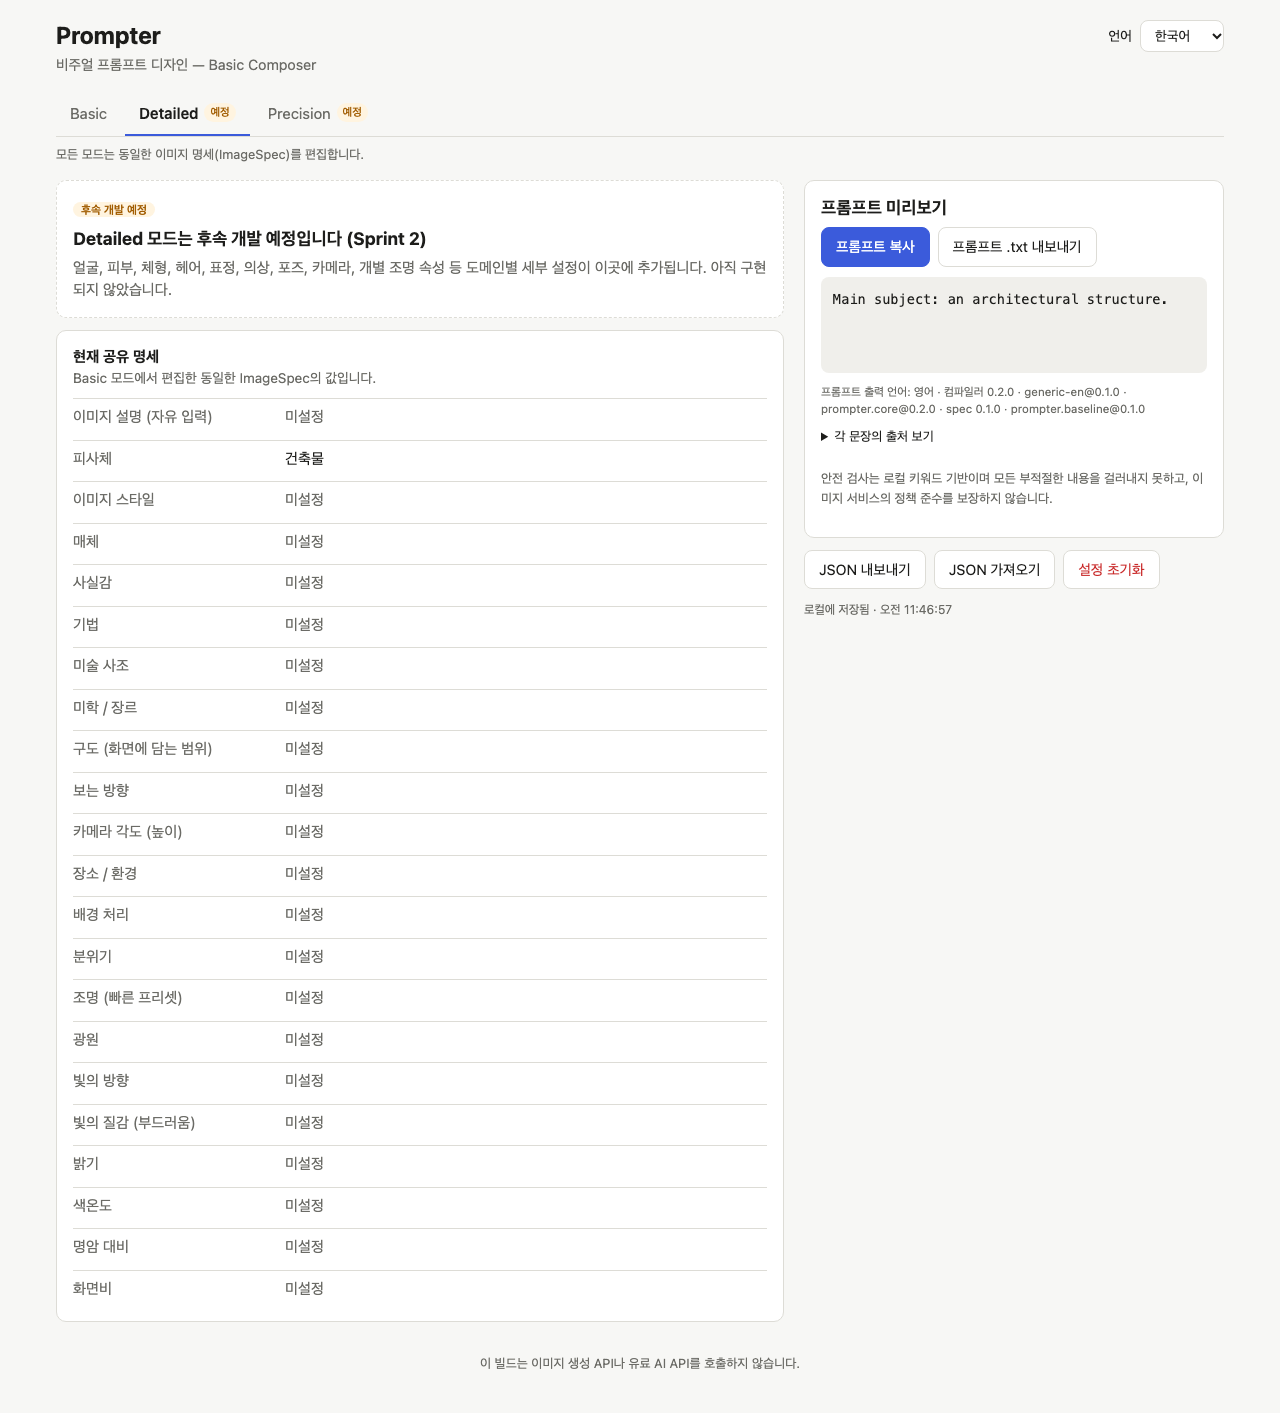 Prompter
언어
한국어
비주얼 프롬프트 디자인 — Basic Composer
Basic
Detailed 예정
Precision 예정
모든 모드는 동일한 이미지 명세(ImageSpec)를 편집합니다.
후속 개발 예정
Detailed 모드는 후속 개발 예정입니다 (Sprint 2)
얼굴, 피부, 체형, 헤어, 표정, 의상, 포즈, 카메라, 개별 조명 속성 등 도메인별 세부 설정이 이곳에 추가됩니다. 아직 구현
되지 않았습니다.
현재 공유 명세
Basic 모드에서 편집한 동일한 ImageSpec의 값입니다.
이미지 설명 (자유 입력) 미설정
피사체 건축물
이미지 스타일 미설정
매체 미설정
사실감 미설정
기법 미설정
미술 사조 미설정
미학 / 장르 미설정
구도 (화면에 담는 범위) 미설정
보는 방향 미설정
카메라 각도 (높이) 미설정
장소 / 환경 미설정
배경 처리 미설정
분위기 미설정
조명 (빠른 프리셋) 미설정
광원 미설정
빛의 방향 미설정
빛의 질감 (부드러움) 미설정
밝기 미설정
색온도 미설정
명암 대비 미설정
화면비 미설정
프롬프트 미리보기
프롬프트 복사
프롬프트 .txt 내보내기
Main subject: an architectural structure.
프롬프트 출력 언어: 영어 · 컴파일러 0.2.0 · generic-en@0.1.0 ·
prompter.core@0.2.0 · spec 0.1.0 · prompter.baseline@0.1.0
▶ 각 문장의 출처 보기
안전 검사는 로컬 키워드 기반이며 모든 부적절한 내용을 걸러내지 못하고, 이
미지 서비스의 정책 준수를 보장하지 않습니다.
JSON 내보내기
JSON 가져오기
설정 초기화
로컬에 저장됨 · 오전 11:46:57
이 빌드는 이미지 생성 API나 유료 AI API를 호출하지 않습니다.